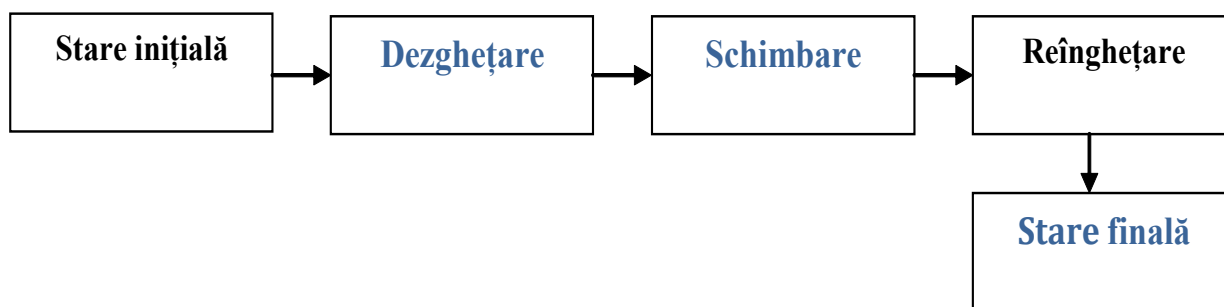 Stare inițială
Dezghețare
Schimbare
Reînghețare
Stare finală